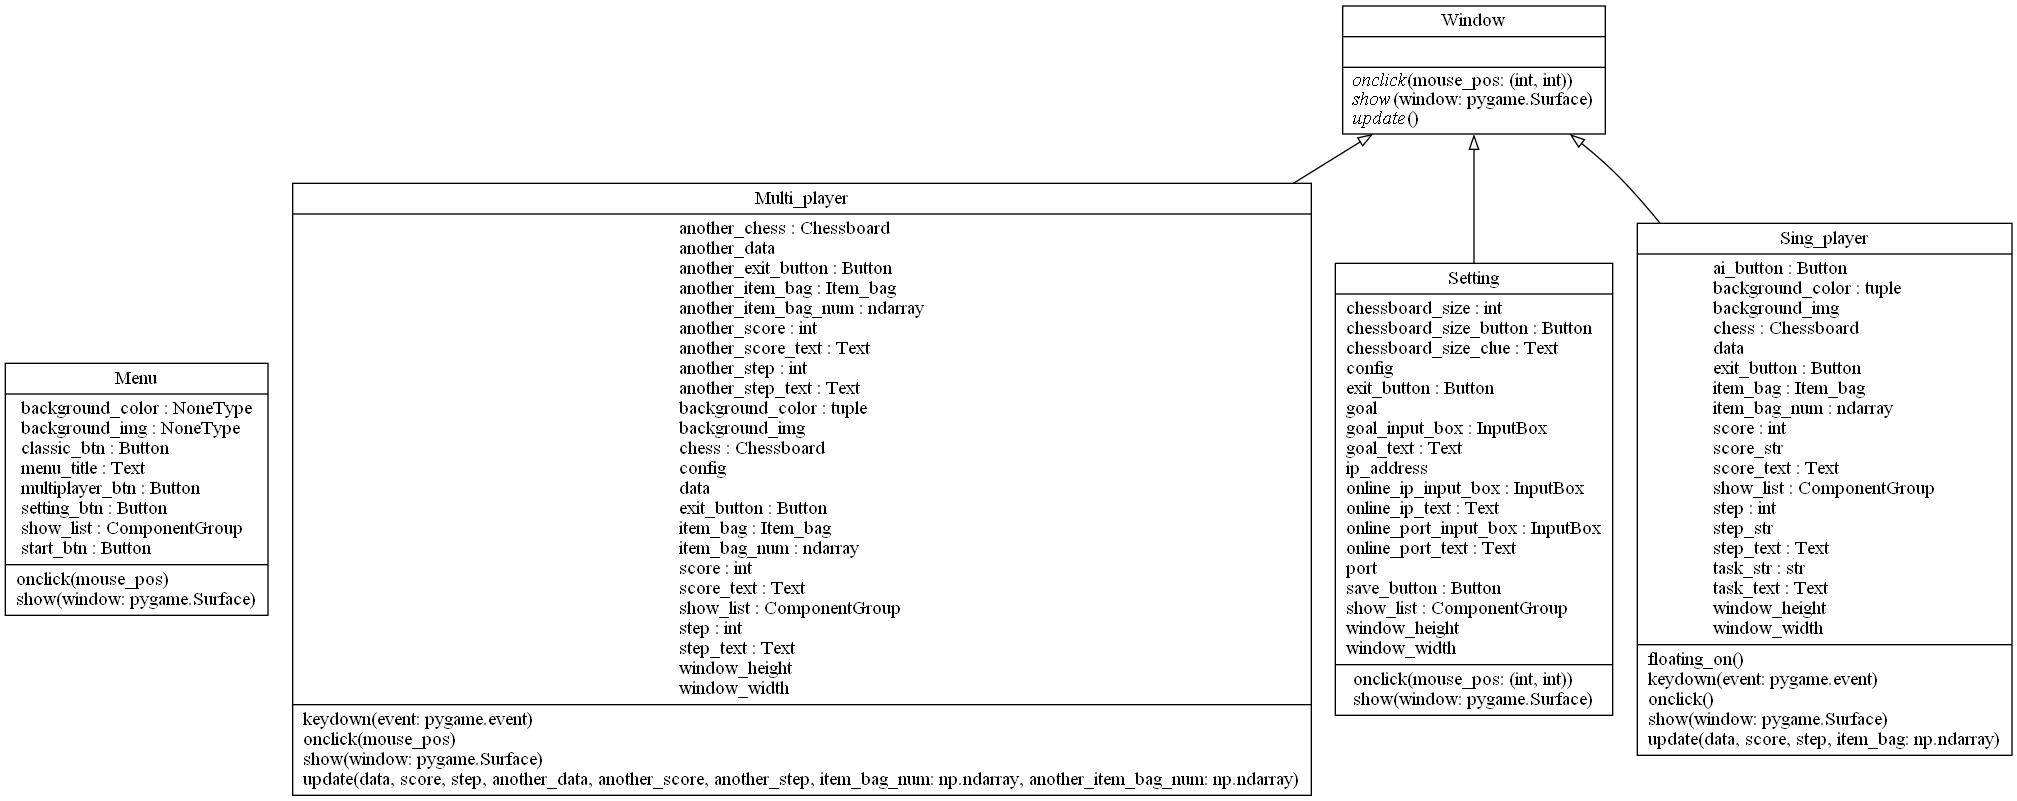 Window
onclick(mouse_pos: (int, int))
show(window: pygame.Surface)
update()
Multi_player
another_chess : Chessboard
another_data
another_exit_button : Button
another_item_bag : Item_bag
another_item_bag_num : ndarray
another_score : int
another_score_text : Text
another_step : int
another_step_text : Text
background_color : tuple
background_img
chess : Chessboard
config
data
exit_button : Button
item_bag : Item_bag
item_bag_num : ndarray
score : int
score_text : Text
show_list : ComponentGroup
step : int
step_text : Text
window_height
window_width
keydown(event: pygame.event)
onclick(mouse_pos)
show(window: pygame.Surface)
update(data, score, step, another_data, another_score, another_step, item_bag_num: np.ndarray, another_item_bag_num: np.ndarray)
Sing_player
ai_button : Button
background_color : tuple
background_img
chess : Chessboard
data
exit_button : Button
item_bag : Item_bag
item_bag_num : ndarray
score : int
score_str
score_text : Text
show_list : ComponentGroup
step : int
step_str
step_text : Text
task_str : str
task_text : Text
window_height
window_width
floating_on()
keydown(event: pygame.event)
onclick()
show(window: pygame.Surface)
update(data, score, step, item_bag: np.ndarray)
Setting
chessboard_size : int
chessboard_size_button : Button
chessboard_size_clue : Text
config
exit_button : Button
goal
goal_input_box : InputBox
goal_text : Text
ip_address
online_ip_input_box : InputBox
online_ip_text : Text
online_port_input_box : InputBox
online_port_text : Text
port
save_button : Button
show_list : ComponentGroup
window_height
window_width
onclick(mouse_pos: (int, int))
show(window: pygame.Surface)
Menu
background_color : NoneType
background_img : NoneType
classic_btn : Button
menu_title : Text
multiplayer_btn : Button
setting_btn : Button
show_list : ComponentGroup
start_btn : Button
onclick(mouse_pos)
show(window: pygame.Surface)